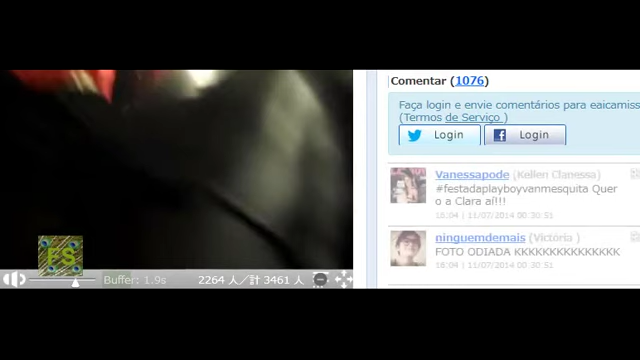 Comentar (1076)
Faça login e envie comentários para eaicamiss
(Termos de Serviço )
Login
Login
Vanessapode (Kellen Clanessa)
#festadaplayboyvanmesquita Quer
o a Clara aí!!!
16:04 | 11/07/2014 00:30:51
ninguemdemais (Victória )
FOTO ODIADA KKKKKKKKKKKKKKK
16:04 | 11/07/2014 00:30:51
FS
Buffer: 1.9s
2264 人/計 3461 人